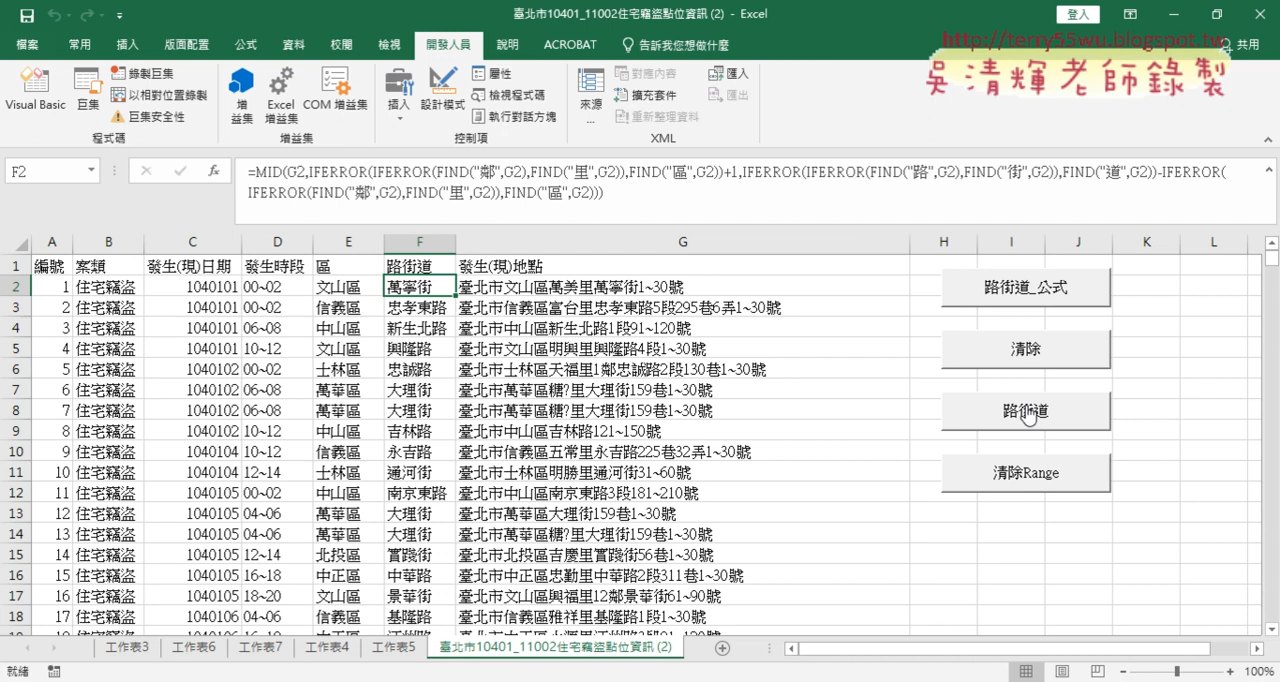 臺北市10401_11002住宅竊盜點位資訊 (2) - Excel
登入
檔案 常用 插入 版面配置 公式 資料 校閱 檢視 開發人員 說明 ACROBAT 告訴我您想做什麼 共用
http://terry55wu.blogspot.tw
吳清輝老師錄製
Visual Basic 巨集 錄製巨集 以相對位置錄製 巨集安全性 程式碼
增益集 Excel 增益集 COM 增益集 增益集
插入 設計模式 屬性 檢視程式碼 執行對話方塊 控制項
來源... 對應內容 擴充套件 重新整理資料 匯入 匯出 XML
F2 fx =MID(G2,IFERROR(IFERROR(FIND("鄰",G2),FIND("里",G2)),FIND("區",G2))+1,IFERROR(IFERROR(FIND("路",G2),FIND("街",G2)),FIND("道",G2))-IFERROR(
IFERROR(FIND("鄰",G2),FIND("里",G2)),FIND("區",G2)))
A B C D E F G H I J K L
1 編號 案類 發生(現)日期 發生時段 區 路街道 發生(現)地點
2 1 住宅竊盜 1040101 00~02 文山區 萬寧街 臺北市文山區萬美里萬寧街1~30號
3 2 住宅竊盜 1040101 00~02 信義區 忠孝東路 臺北市信義區富台里忠孝東路5段295巷6弄1~30號
4 3 住宅竊盜 1040101 06~08 中山區 新生北路 臺北市中山區新生北路1段91~120號
5 4 住宅竊盜 1040101 10~12 文山區 興隆路 臺北市文山區明興里興隆路4段1~30號
6 5 住宅竊盜 1040102 00~02 士林區 忠誠路 臺北市士林區天福里1鄰忠誠路2段130巷1~30號
7 6 住宅竊盜 1040102 06~08 萬華區 大理街 臺北市萬華區糖?里大理街159巷1~30號
8 7 住宅竊盜 1040102 06~08 萬華區 大理街 臺北市萬華區糖?里大理街159巷1~30號
9 8 住宅竊盜 1040102 10~12 中山區 吉林路 臺北市中山區吉林路121~150號
10 9 住宅竊盜 1040104 10~12 信義區 永吉路 臺北市信義區五常里永吉路225巷32弄1~30號
11 10 住宅竊盜 1040104 12~14 士林區 通河街 臺北市士林區明勝里通河街31~60號
12 11 住宅竊盜 1040105 00~02 中山區 南京東路 臺北市中山區南京東路3段181~210號
13 12 住宅竊盜 1040105 04~06 萬華區 大理街 臺北市萬華區大理街159巷1~30號
14 13 住宅竊盜 1040105 04~06 萬華區 大理街 臺北市萬華區糖?里大理街159巷1~30號
15 14 住宅竊盜 1040105 12~14 北投區 實踐街 臺北市北投區吉慶里實踐街56巷1~30號
16 15 住宅竊盜 1040105 16~18 中正區 中華路 臺北市中正區忠勤里中華路2段311巷1~30號
17 16 住宅竊盜 1040105 18~20 文山區 景華街 臺北市文山區興福里12鄰景華街61~90號
18 17 住宅竊盜 1040106 04~06 信義區 基隆路 臺北市信義區雅祥里基隆路1段1~30號
路街道_公式
清除
路街道
清除Range
工作表3 工作表6 工作表7 工作表4 工作表5 臺北市10401_11002住宅竊盜點位資訊 (2)
就緒 100%